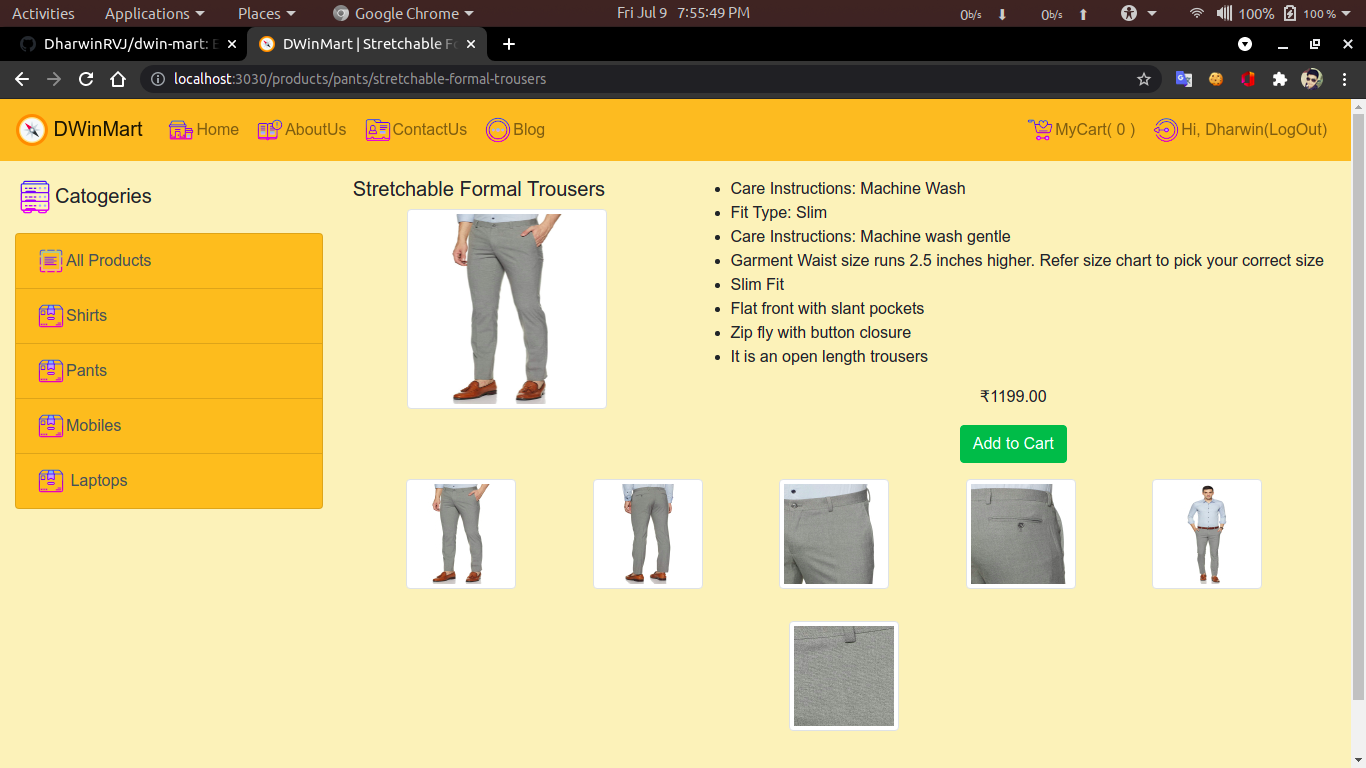 Activities Applications Places Google Chrome Fri Jul 9 7:55:49 PM 0b/s 0b/s 100% 100 %
DharwinRVJ/dwin-mart: E DWinMart | Stretchable Fo
localhost:3030/products/pants/stretchable-formal-trousers
DWinMart Home AboutUs ContactUs Blog MyCart( 0 ) Hi, Dharwin(LogOut)
Catogeries
All Products
Shirts
Pants
Mobiles
Laptops
Stretchable Formal Trousers
Care Instructions: Machine Wash
Fit Type: Slim
Care Instructions: Machine wash gentle
Garment Waist size runs 2.5 inches higher. Refer size chart to pick your correct size
Slim Fit
Flat front with slant pockets
Zip fly with button closure
It is an open length trousers
₹1199.00
Add to Cart